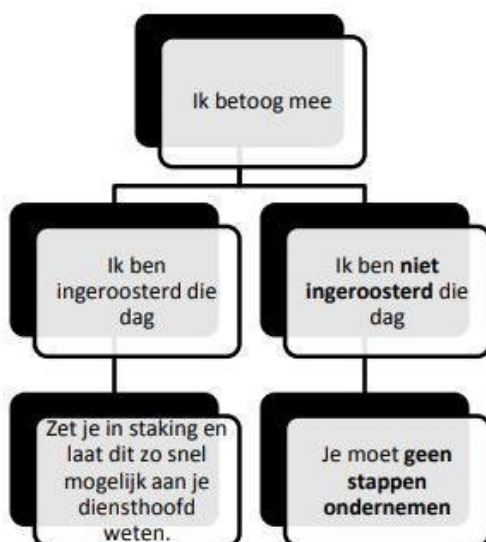 Ik betoog mee
Ik ben
ingeroosterd die
dag
Ik ben niet
ingeroosterd die
dag
Zet je in staking en
laat dit zo snel
mogelijk aan je
diensthoofd
weten.
Je moet geen
stappen
ondernemen